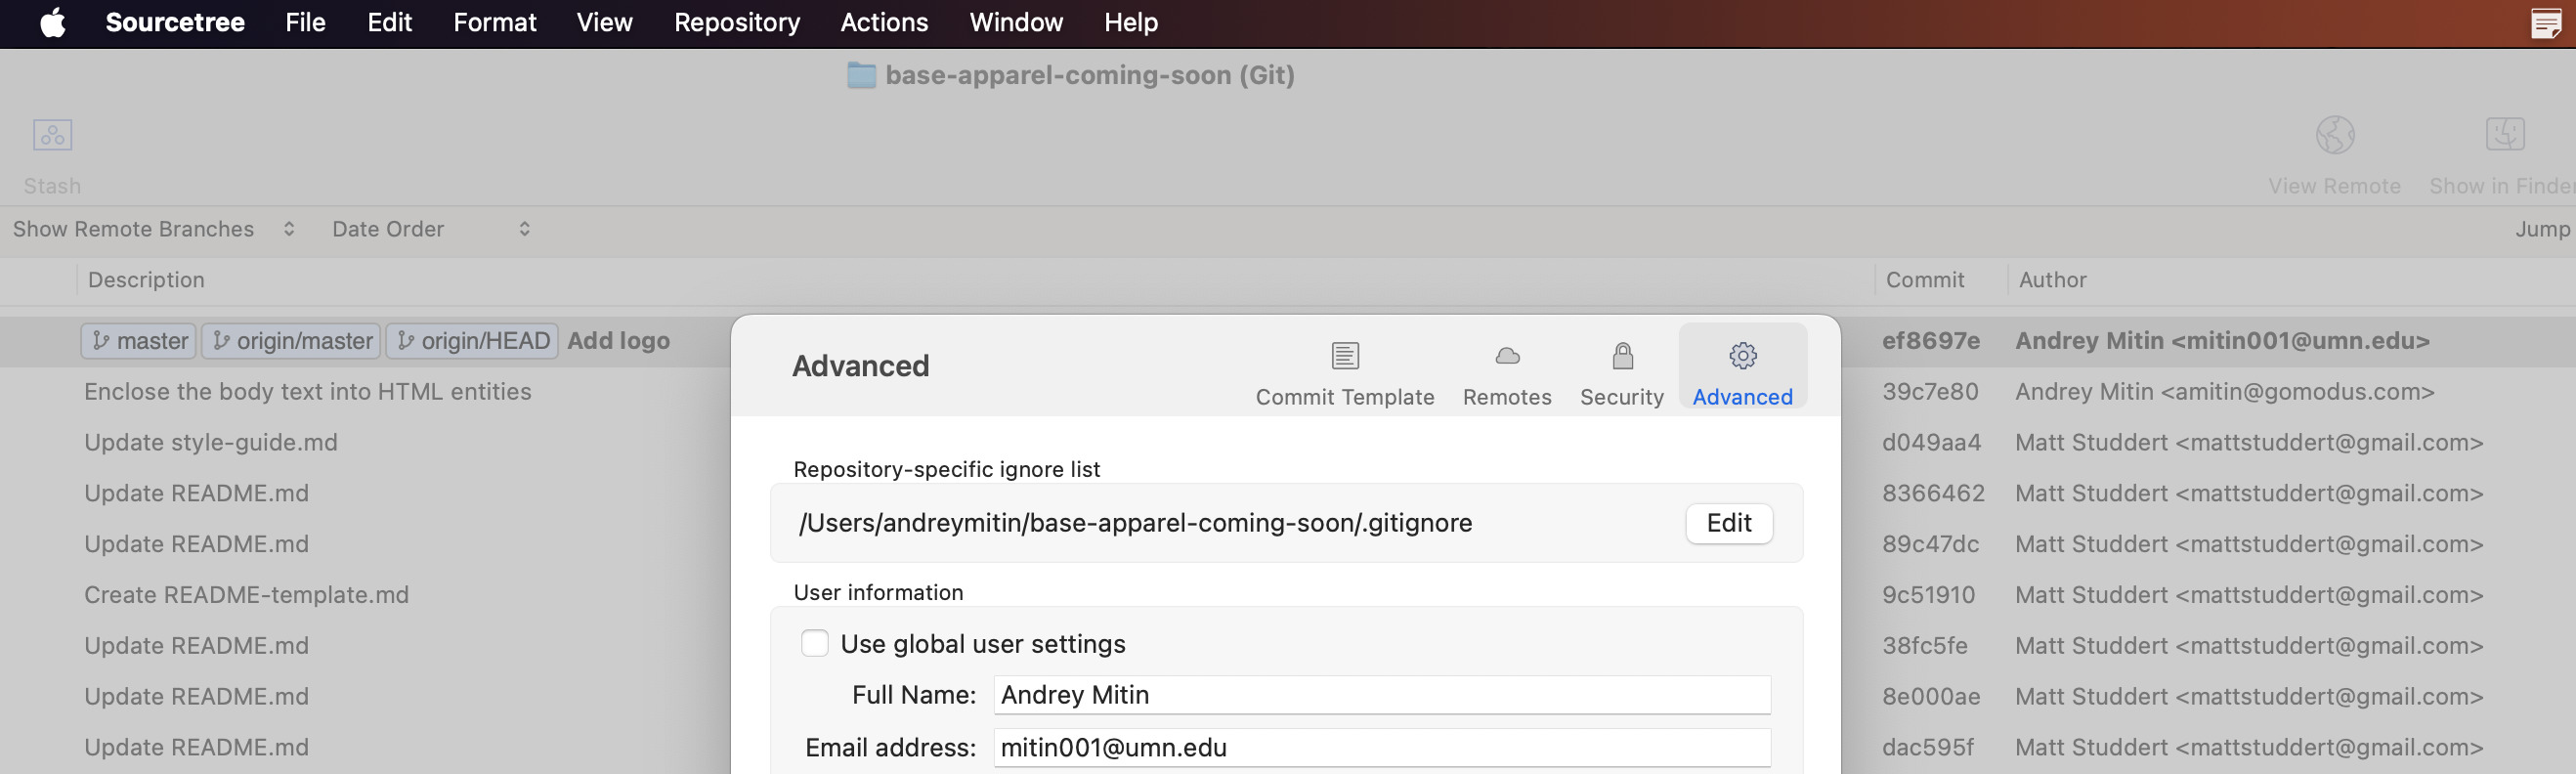 Sourcetree File Edit Format View Repository Actions Window Help
base-apparel-coming-soon (Git)
Stash View Remote Show in Finder
Show Remote Branches Date Order Jump
Description Commit Author
master origin/master origin/HEAD Add logo ef8697e Andrey Mitin <mitin001@umn.edu>
Advanced Commit Template Remotes Security Advanced
Enclose the body text into HTML entities 39c7e80 Andrey Mitin <amitin@gomodus.com>
Update style-guide.md d049aa4 Matt Studdert <mattstuddert@gmail.com>
Repository-specific ignore list
Update README.md 8366462 Matt Studdert <mattstuddert@gmail.com>
/Users/andreymitin/base-apparel-coming-soon/.gitignore Edit
Update README.md 89c47dc Matt Studdert <mattstuddert@gmail.com>
User information
Create README-template.md 9c51910 Matt Studdert <mattstuddert@gmail.com>
Use global user settings
Update README.md 38fc5fe Matt Studdert <mattstuddert@gmail.com>
Full Name: Andrey Mitin
Update README.md 8e000ae Matt Studdert <mattstuddert@gmail.com>
Email address: mitin001@umn.edu
Update README.md dac595f Matt Studdert <mattstuddert@gmail.com>